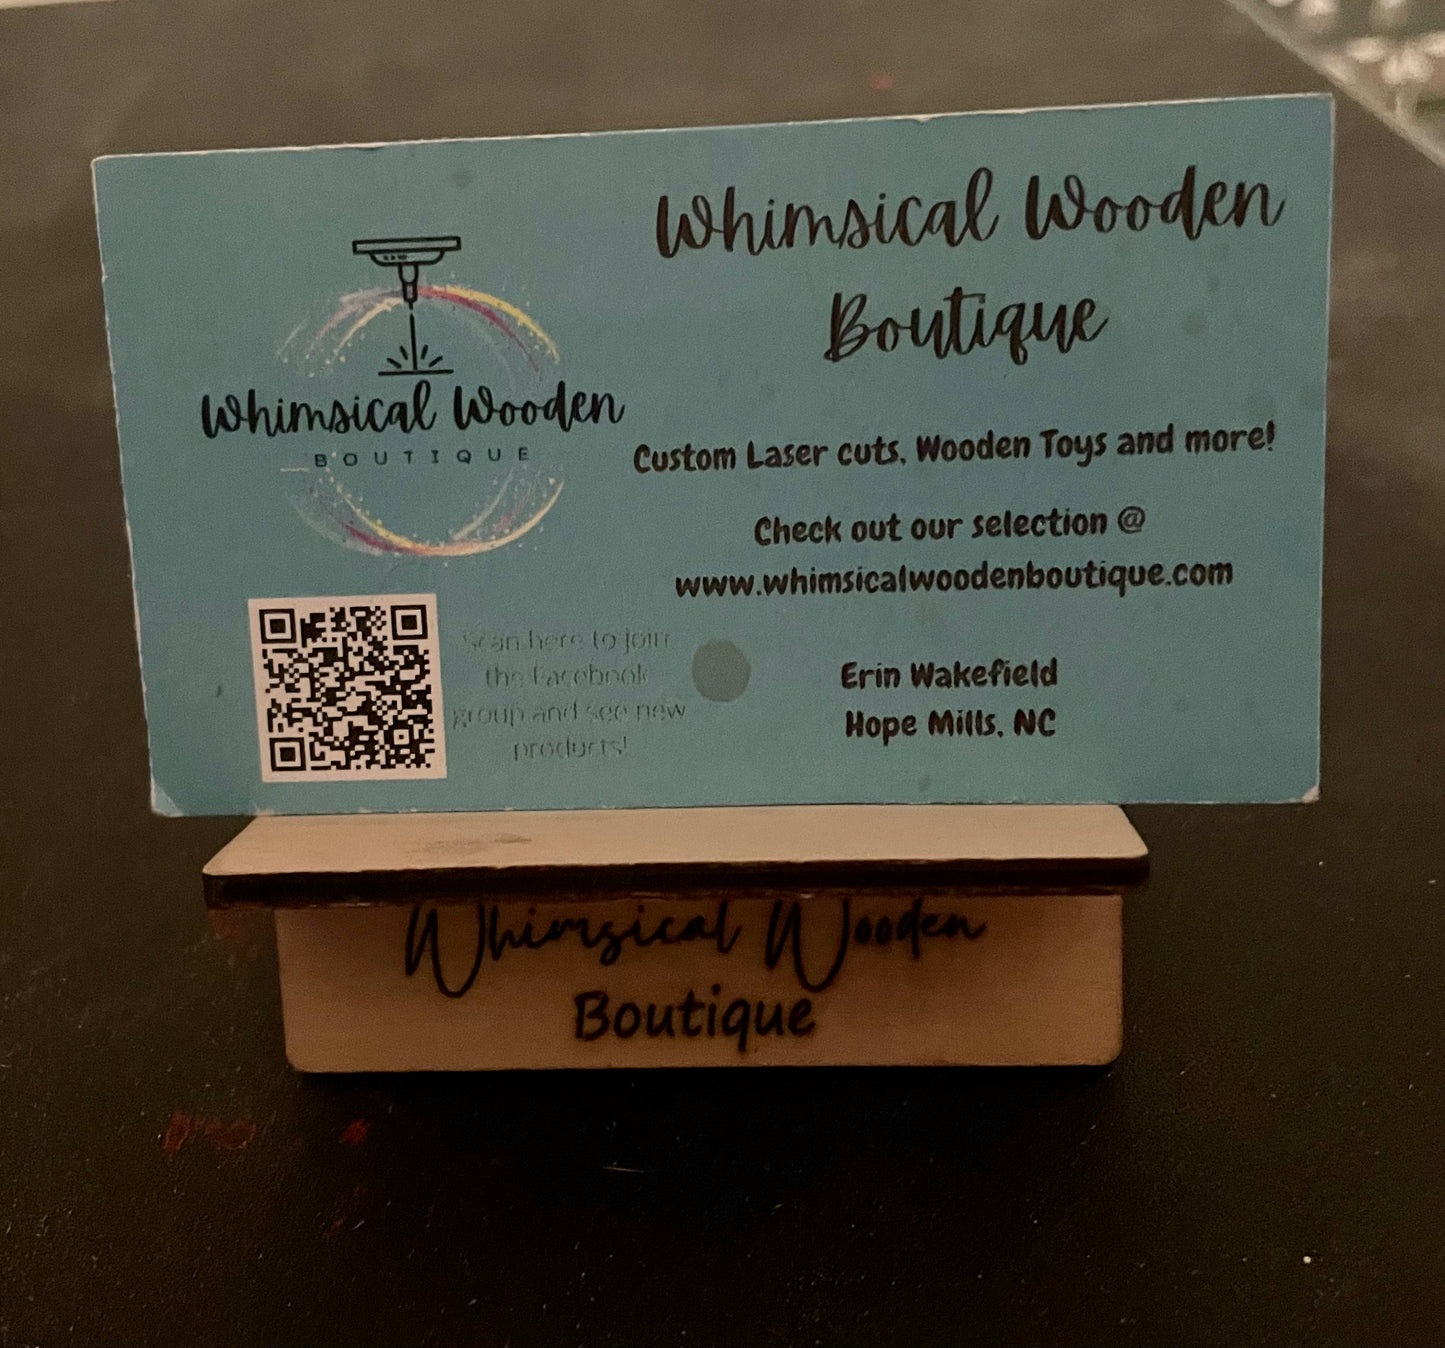 Whimsical Wooden
BOUTIQUE
Scan here to join
the Facebook
group and see new
products!
Whimsical Wooden
Boutique
Custom Laser cuts, Wooden Toys and more!
Check out our selection @
www.whimsicalwoodenboutique.com
Erin Wakefield
Hope Mills, NC
Whimsical Wooden
Boutique